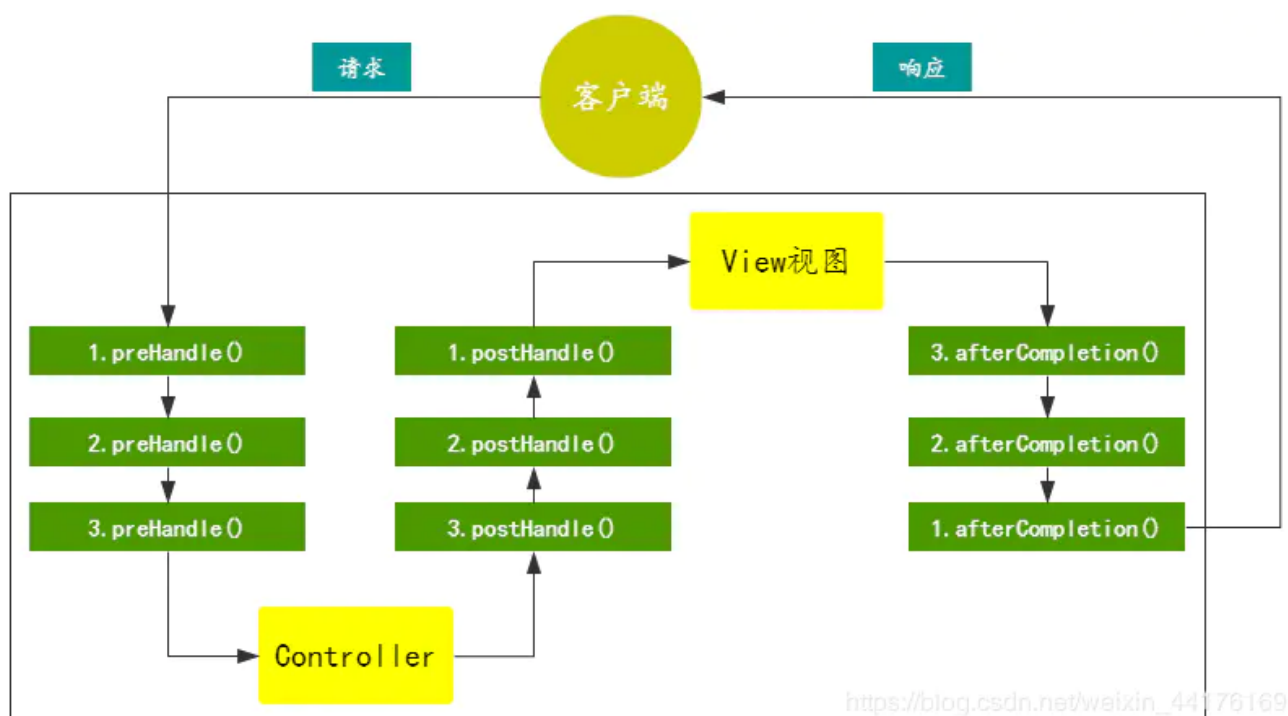 请求
客户端
响应
View视图
1.preHandle()
1.postHandle()
3.afterCompletion()
2.preHandle()
2.postHandle()
2.afterCompletion()
3.preHandle()
3.postHandle()
1.afterCompletion()
Controller
https://blog.csdn.net/weixin_44176169